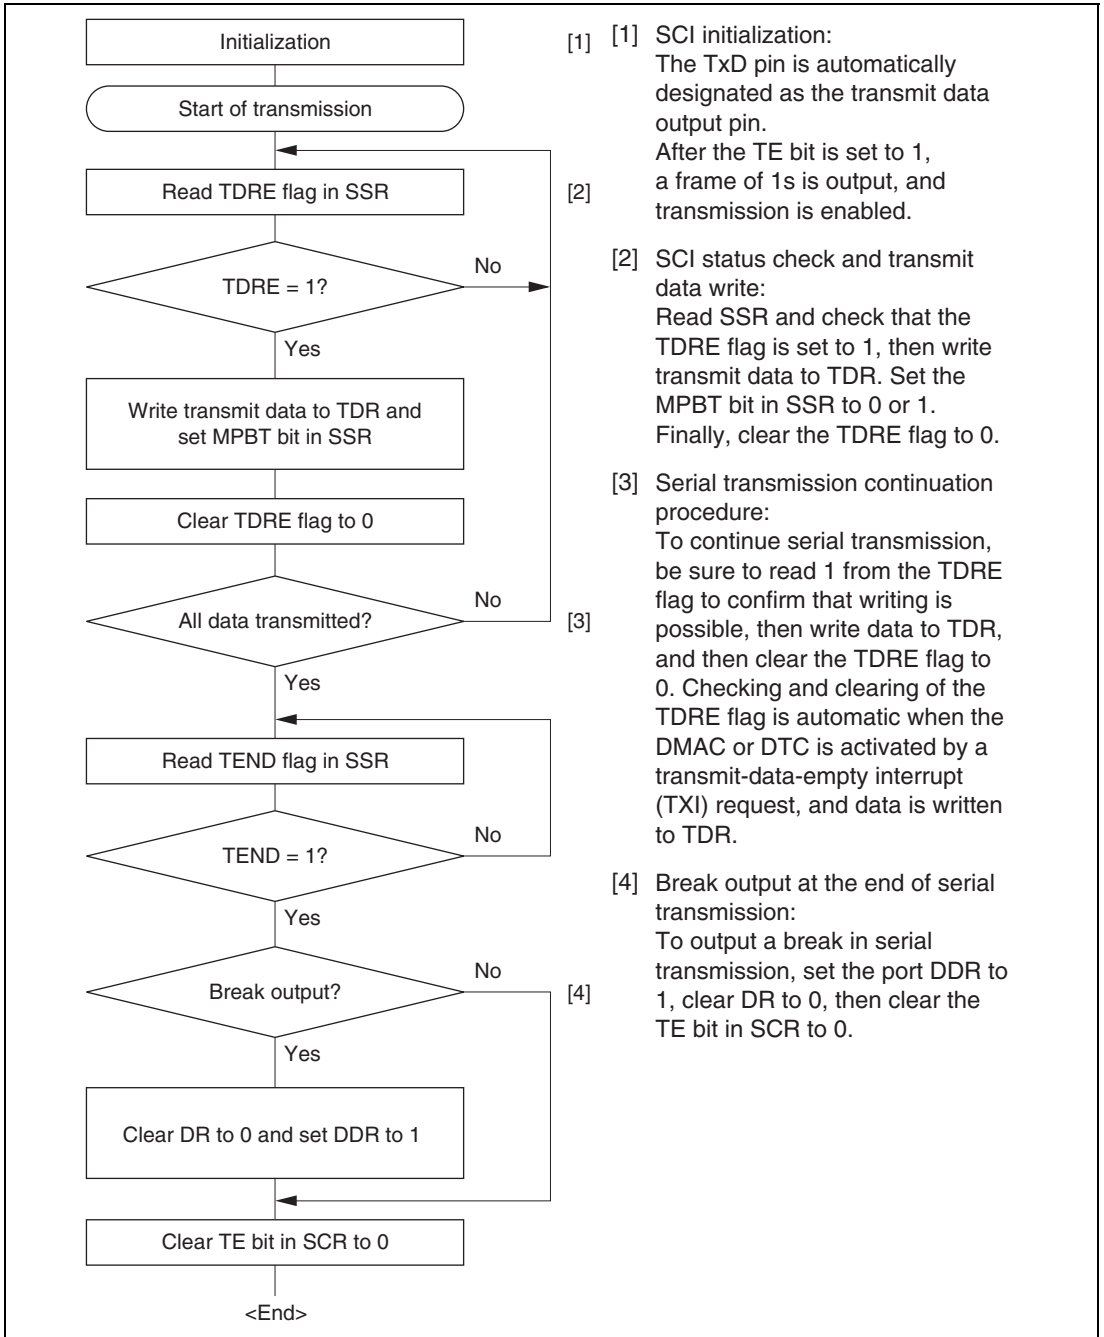 Initialization
[1]
Start of transmission
Read TDRE flag in SSR
[2]
TDRE = 1?
No
Yes
Write transmit data to TDR and
set MPBT bit in SSR
Clear TDRE flag to 0
All data transmitted?
No
[3]
Yes
Read TEND flag in SSR
TEND = 1?
No
Yes
Break output?
No
[4]
Yes
Clear DR to 0 and set DDR to 1
Clear TE bit in SCR to 0
<End>
[1] SCI initialization:
The TxD pin is automatically
designated as the transmit data
output pin.
After the TE bit is set to 1,
a frame of 1s is output, and
transmission is enabled.
[2] SCI status check and transmit
data write:
Read SSR and check that the
TDRE flag is set to 1, then write
transmit data to TDR. Set the
MPBT bit in SSR to 0 or 1.
Finally, clear the TDRE flag to 0.
[3] Serial transmission continuation
procedure:
To continue serial transmission,
be sure to read 1 from the TDRE
flag to confirm that writing is
possible, then write data to TDR,
and then clear the TDRE flag to
0. Checking and clearing of the
TDRE flag is automatic when the
DMAC or DTC is activated by a
transmit-data-empty interrupt
(TXI) request, and data is written
to TDR.
[4] Break output at the end of serial
transmission:
To output a break in serial
transmission, set the port DDR to
1, clear DR to 0, then clear the
TE bit in SCR to 0.